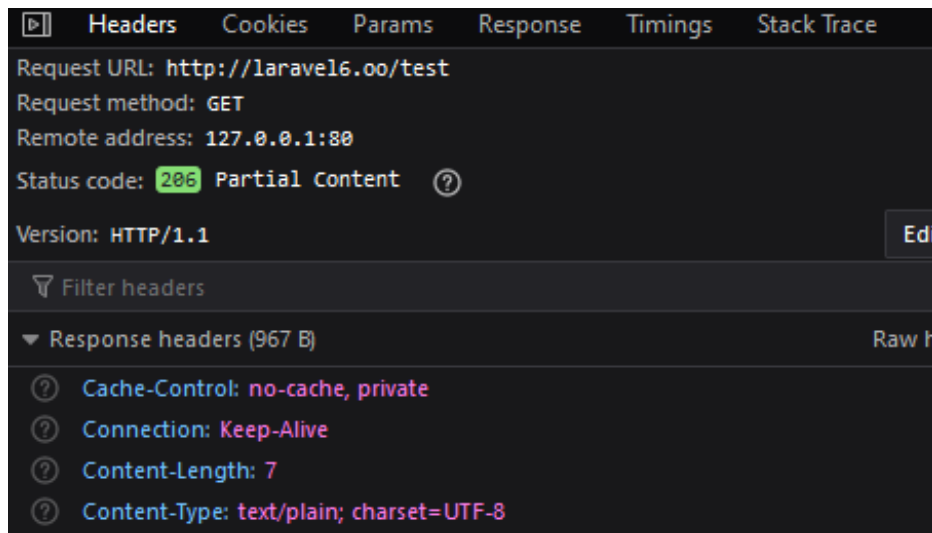 Headers Cookies Params Response Timings Stack Trace
Request URL: http://laravel6.oo/test
Request method: GET
Remote address: 127.0.0.1:80
Status code: 206 Partial Content ?
Version: HTTP/1.1 Edi
Filter headers
Response headers (967 B) Raw h
? Cache-Control: no-cache, private
? Connection: Keep-Alive
? Content-Length: 7
? Content-Type: text/plain; charset=UTF-8